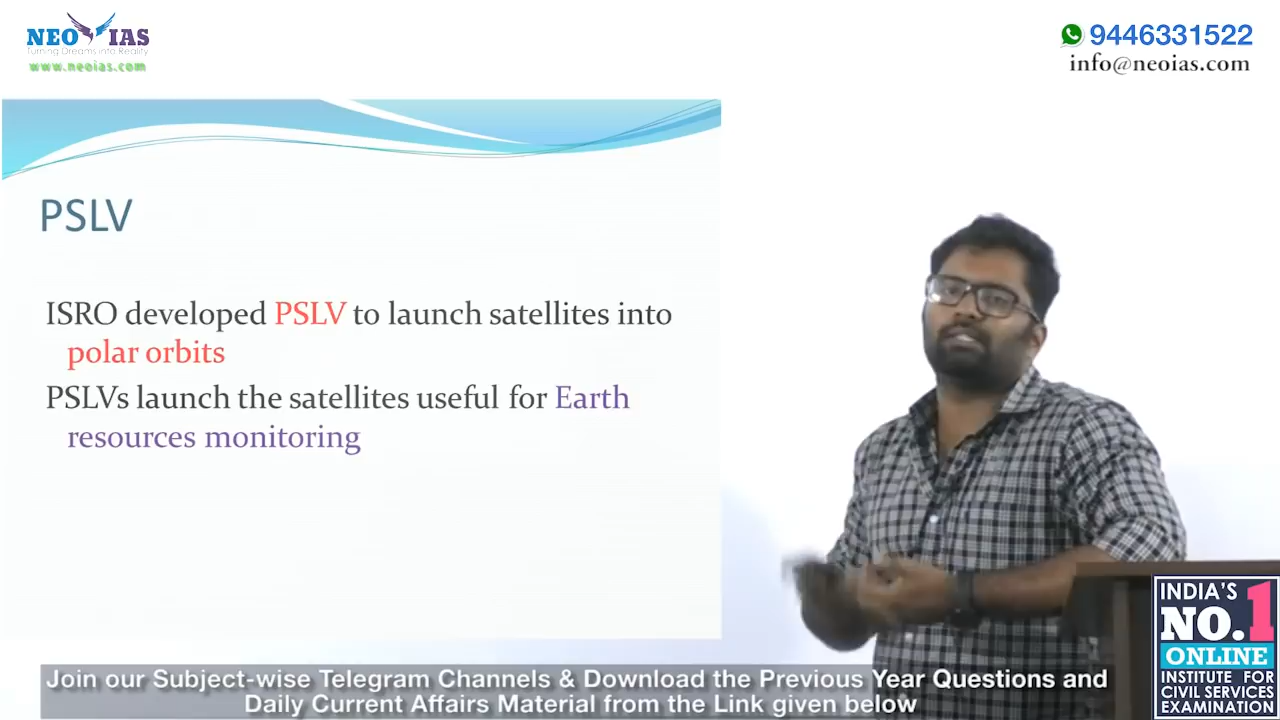 NEO IAS
Turning Dreams into Reality
www.neoias.com
9446331522
info@neoias.com
PSLV
ISRO developed PSLV to launch satellites into
polar orbits
PSLVs launch the satellites useful for Earth
resources monitoring
INDIA'S
NO.1
ONLINE
INSTITUTE FOR
CIVIL SERVICES
EXAMINATION
Join our Subject-wise Telegram Channels & Download the Previous Year Questions and
Daily Current Affairs Material from the Link given below